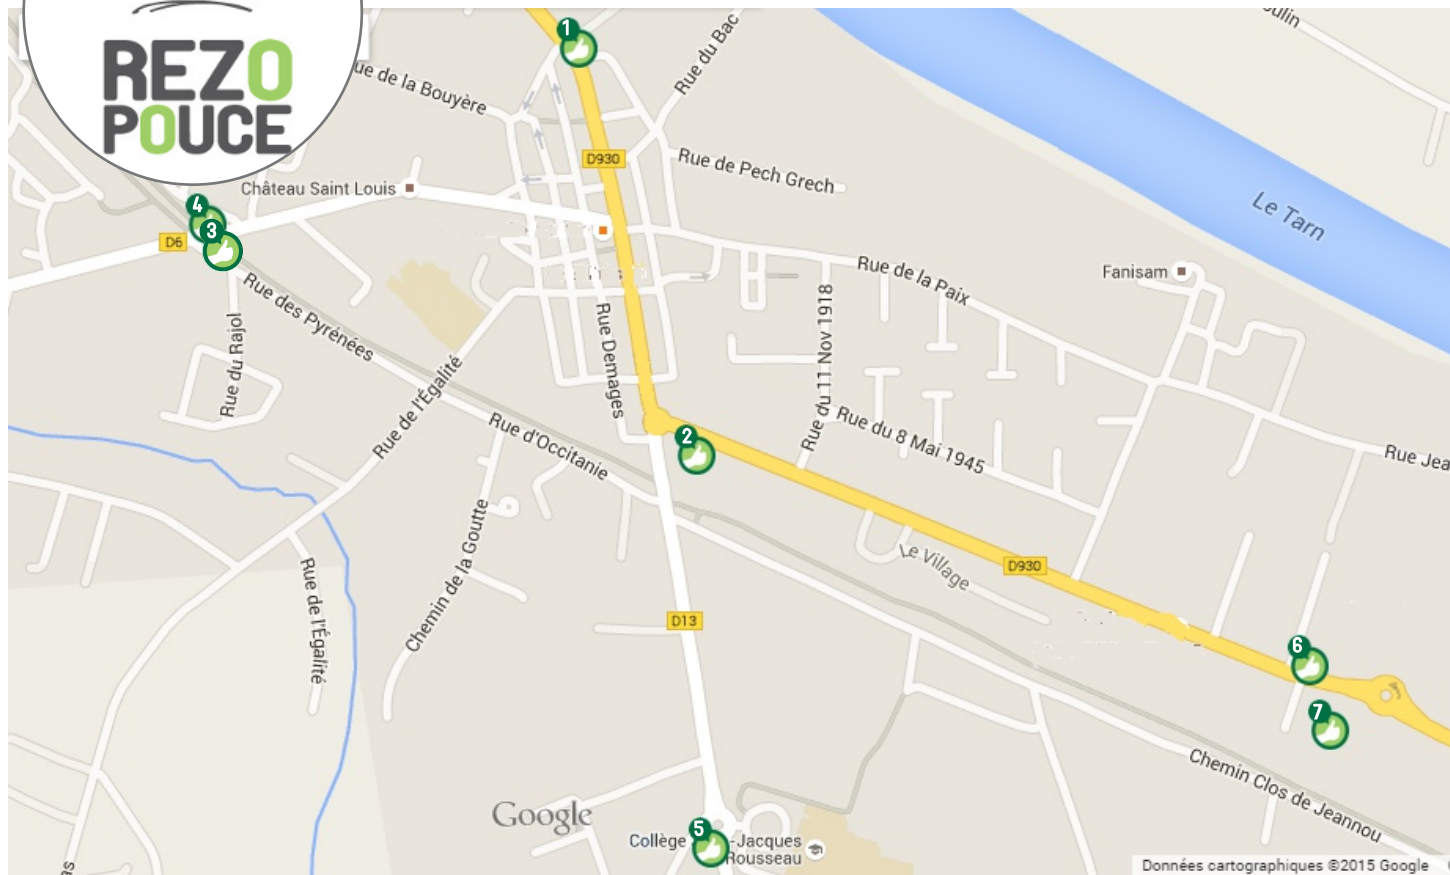 REZO
POUCE
1
oulin
Rue du Bac
ue de la Bouyère
D930
Rue de Pech Grech
Château Saint Louis
4
3
D6
Le Tarn
Fanisam
Rue de la Paix
Rue des Pyrénées
Rue du Rajol
Rue Demages
Rue du 11 Nov 1918
Rue de l'Égalité
2
Rue du 8 Mai 1945
Rue d'Occitanie
Rue Jea
Chemin de la Goutte
Le Village
D930
Rue de l'Égalité
D13
6
7
Chemin Clos de Jeannou
Google
5
Collège
-Jacques
Rousseau
as
Données cartographiques ©2015 Google